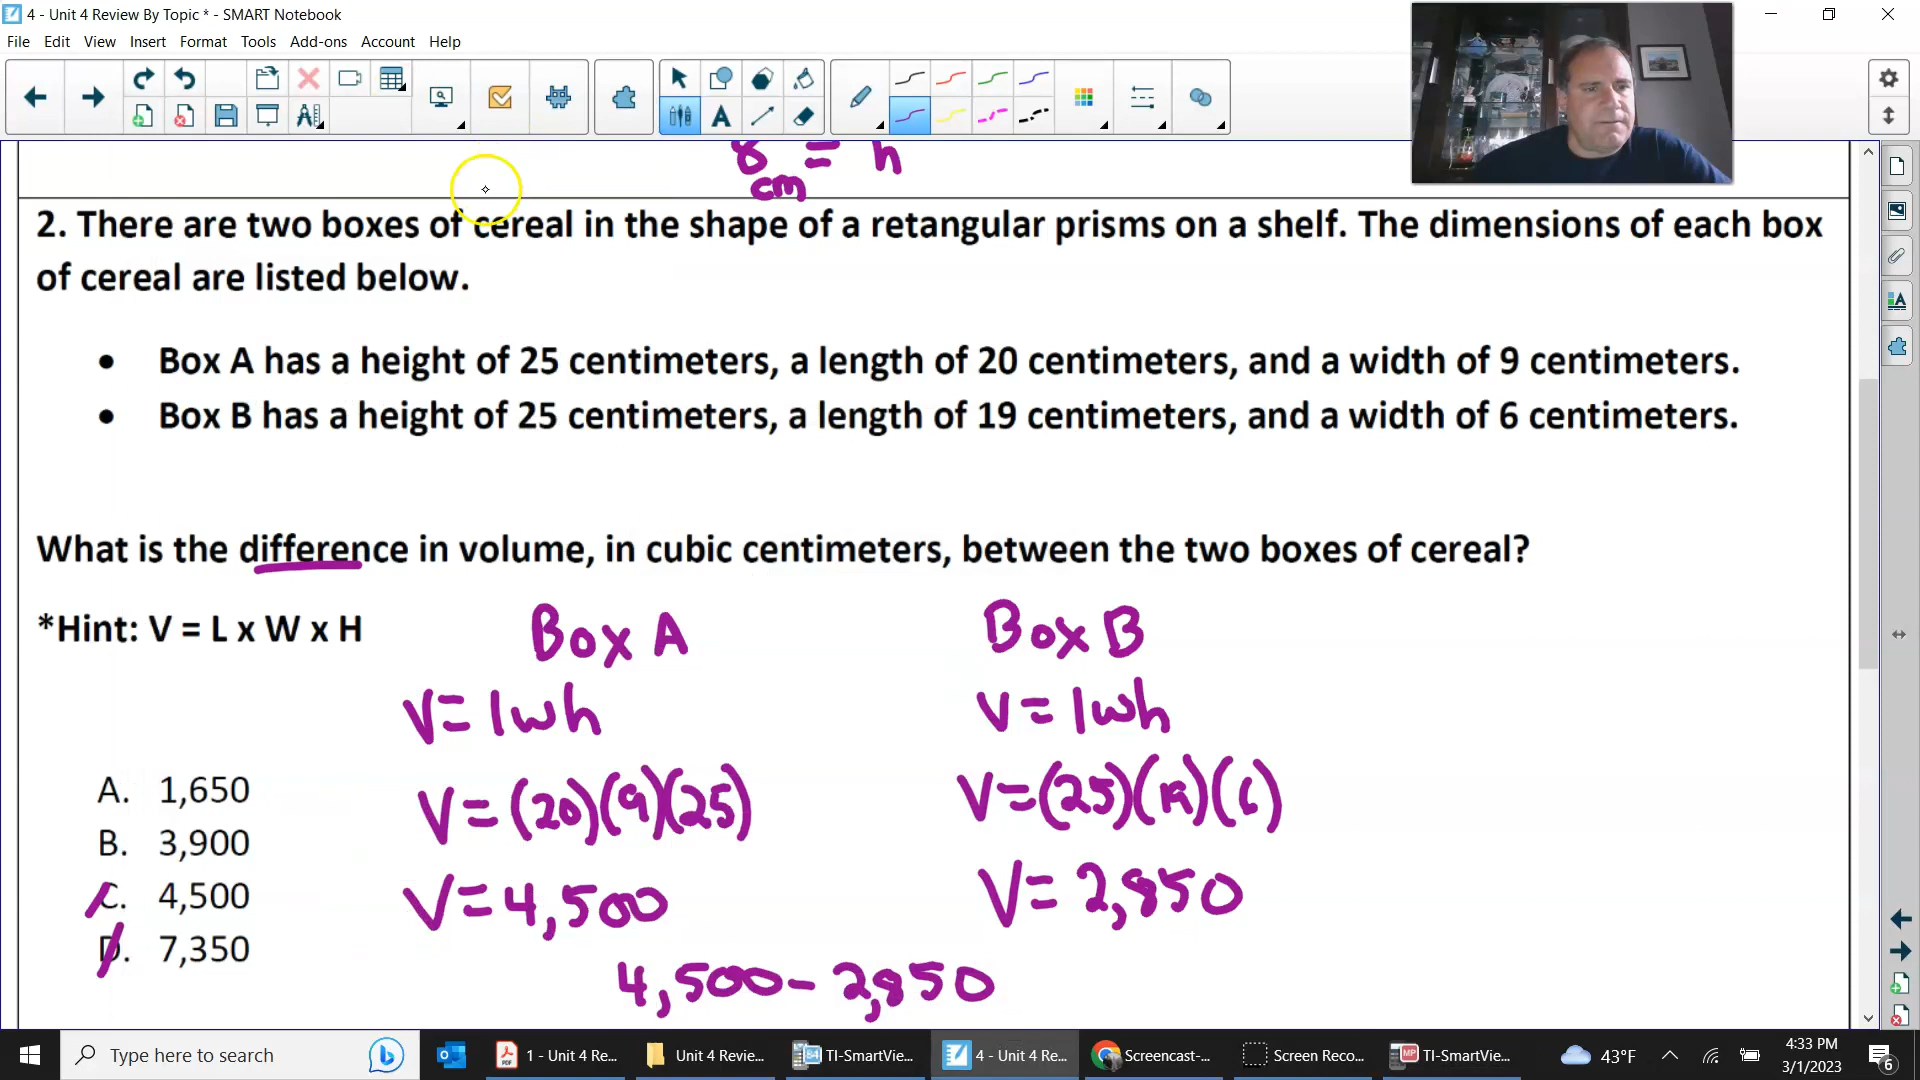 4 - Unit 4 Review By Topic * - SMART Notebook
File Edit View Insert Format Tools Add-ons Account Help
8 = h
cm
2. There are two boxes of cereal in the shape of a retangular prisms on a shelf. The dimensions of each box
of cereal are listed below.
• Box A has a height of 25 centimeters, a length of 20 centimeters, and a width of 9 centimeters.
• Box B has a height of 25 centimeters, a length of 19 centimeters, and a width of 6 centimeters.
What is the difference in volume, in cubic centimeters, between the two boxes of cereal?
*Hint: V = L x W x H
Box A
V = lwh
V = (20)(9)(25)
V = 4,500
Box B
V = lwh
V = (25)(19)(6)
V = 2,850
A. 1,650
B. 3,900
C. 4,500
D. 7,350
4,500 - 2,850
Type here to search
1 - Unit 4 Re...
Unit 4 Revie...
TI-SmartVie...
4 - Unit 4 Re...
Screencast-...
Screen Reco...
TI-SmartVie...
43°F
4:33 PM
3/1/2023
6